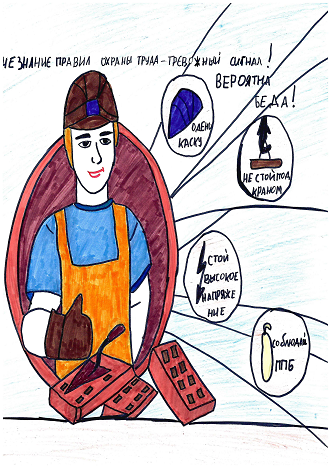 НЕЗНАНИЕ ПРАВИЛ ОХРАНЫ ТРУДА-ТРЕВОЖНЫЙ СИГНАЛ!
ВЕРОЯТНА
БЕДА!
ОДЕНЬ
КАСКУ
НЕ СТОЙ ПОД
КРАНОМ
СТОЙ
ВЫСОКОЕ
НАПРЯЖЕ
НИЕ
СОБЛЮДАЙ
ППБ